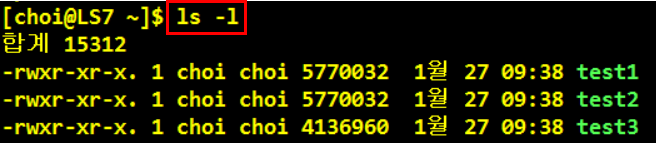 [choi@LS7 ~]$ ls -l
합계 15312
-rwxr-xr-x. 1 choi choi 5770032  1월 27 09:38 test1
-rwxr-xr-x. 1 choi choi 5770032  1월 27 09:38 test2
-rwxr-xr-x. 1 choi choi 4136960  1월 27 09:38 test3